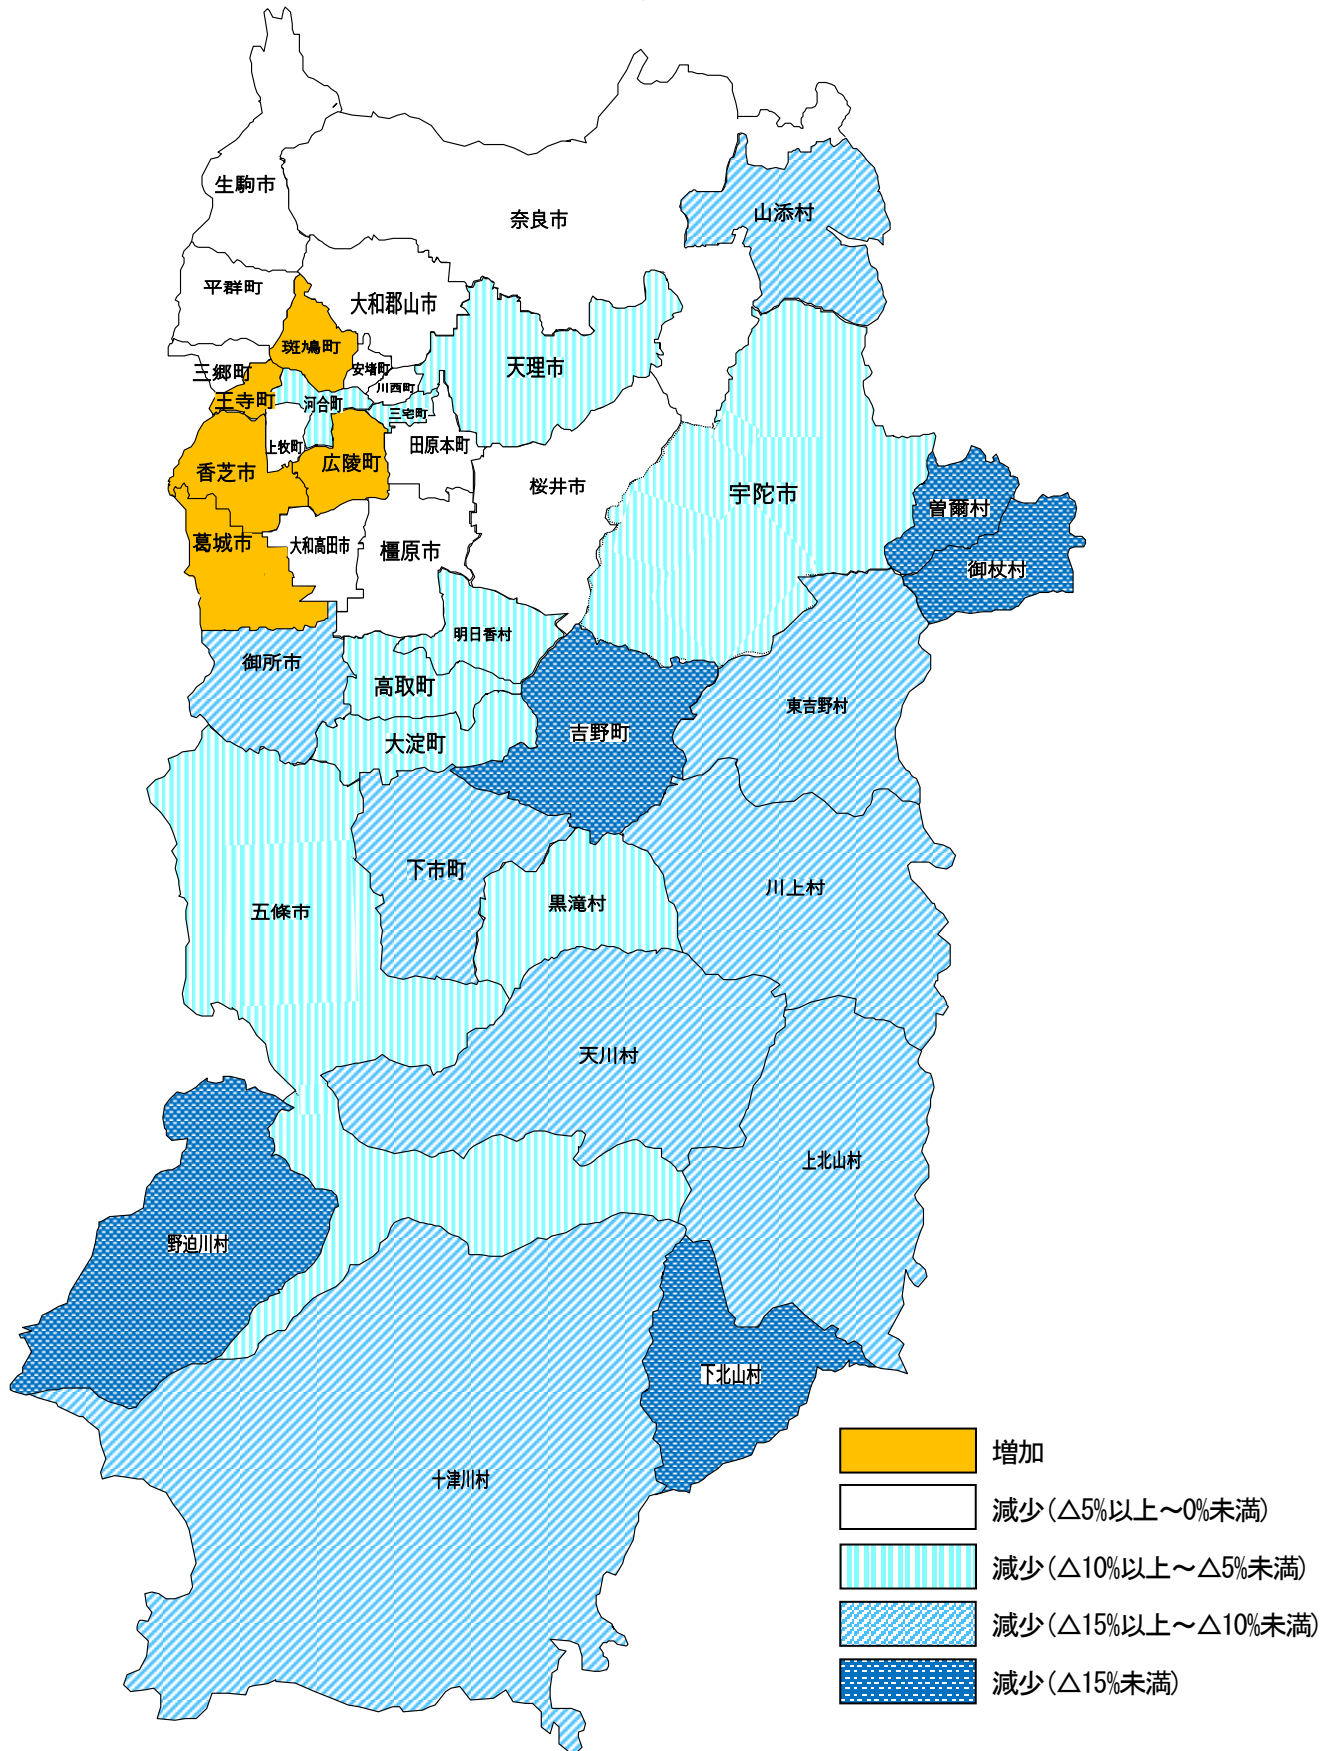 生駒市
奈良市
山添村
平群町
大和郡山市
斑鳩町
天理市
安堵町
三郷町
川西町
王寺町
河合町
三宅町
上牧町
田原本町
広陵町
香芝市
桜井市
宇陀市
曽爾村
葛城市
大和高田市
橿原市
御杖村
明日香村
御所市
高取町
東吉野村
吉野町
大淀町
下市町
川上村
黒滝村
五條市
天川村
上北山村
野迫川村
下北山村
十津川村
増加
減少(△5%以上～0%未満)
減少(△10%以上～△5%未満)
減少(△15%以上～△10%未満)
減少(△15%未満)